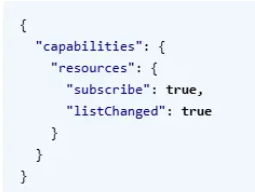 {
  "capabilities": {
    "resources": {
      "subscribe": true,
      "listChanged": true
    }
  }
}